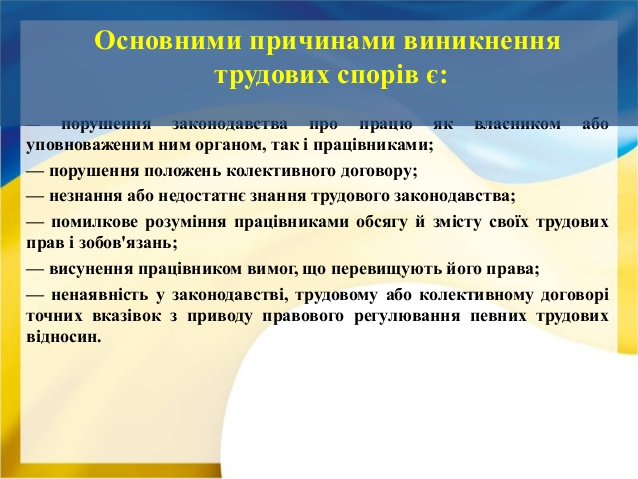 Основними причинами виникнення
трудових спорів є:
— порушення законодавства про працю як власником або
уповноваженим ним органом, так і працівниками;
— порушення положень колективного договору;
— незнання або недостатнє знання трудового законодавства;
— помилкове розуміння працівниками обсягу й змісту своїх трудових
прав і зобов'язань;
— висунення працівником вимог, що перевищують його права;
— ненаявність у законодавстві, трудовому або колективному договорі
точних вказівок з приводу правового регулювання певних трудових
відносин.